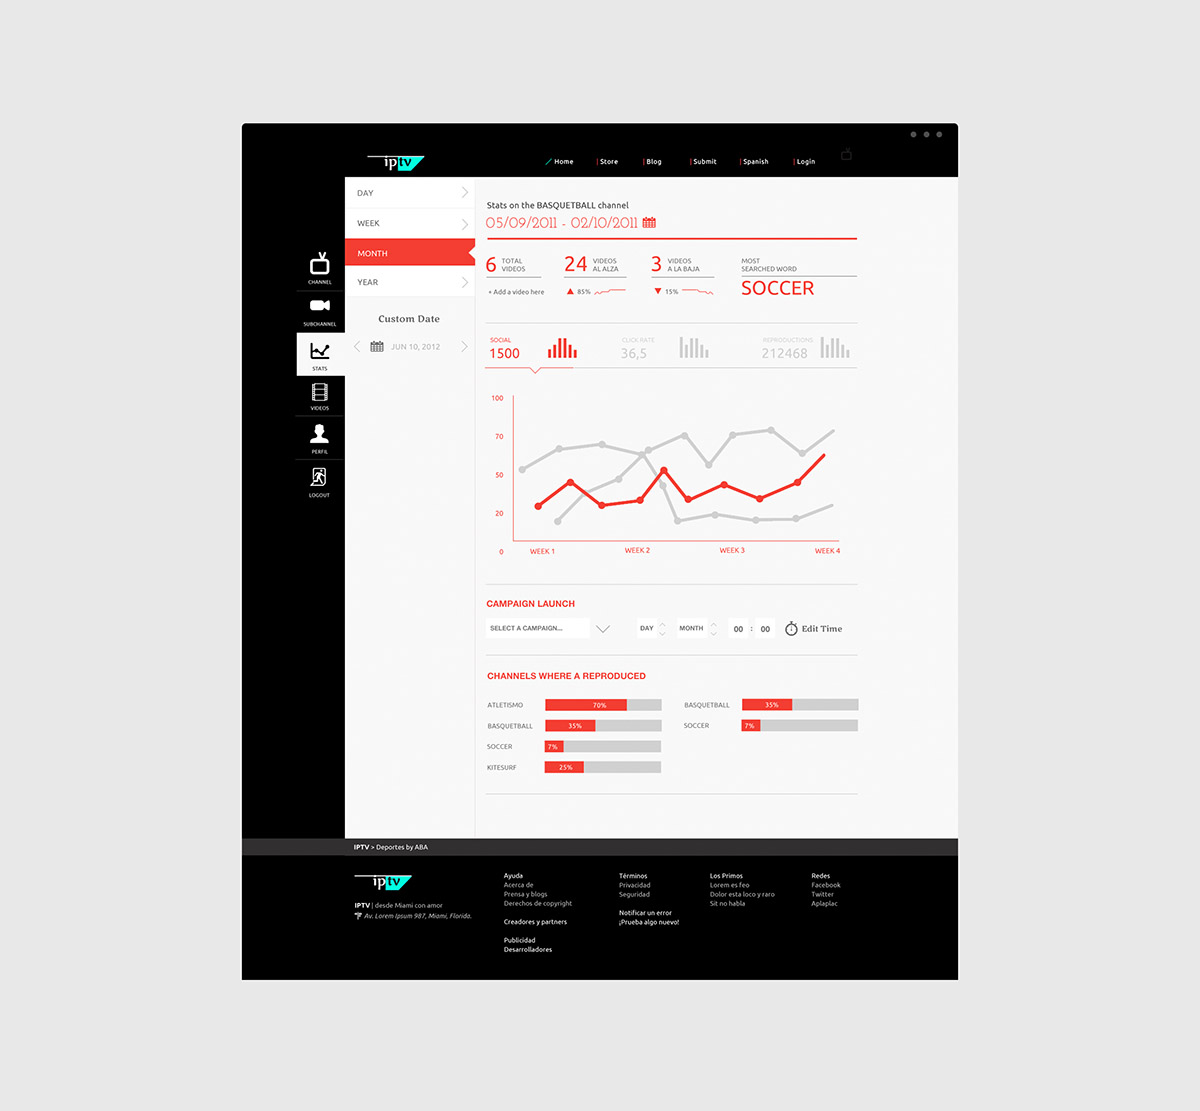 iptv
Home
Store
Blog
Submit
Spanish
Login
CHANNEL
SUBCHANNEL
STATS
VIDEOS
PERFIL
LOGOUT
DAY
WEEK
MONTH
YEAR
Custom Date
JUN 10, 2012
Stats on the BASQUETBALL channel
05/09/2011 - 02/10/2011
6 TOTAL VIDEOS
+ Add a video here
24 VIDEOS AL ALZA
85%
3 VIDEOS A LA BAJA
15%
MOST
SEARCHED WORD
SOCCER
SOCIAL
1500
CLICK RATE
36,5
REPRODUCTIONS
212468
100
70
50
20
0
WEEK 1
WEEK 2
WEEK 3
WEEK 4
CAMPAIGN LAUNCH
SELECT A CAMPAIGN...
DAY
MONTH
00 : 00
Edit Time
CHANNELS WHERE A REPRODUCED
ATLETISMO 70%
BASQUETBALL 35%
SOCCER 7%
KITESURF 25%
BASQUETBALL 35%
SOCCER 7%
IPTV > Deportes by ABA
iptv
IPTV | desde Miami con amor
Av. Lorem Ipsum 987, Miami, Florida.
Ayuda
Acerca de
Prensa y blogs
Derechos de copyright
Creadores y partners
Publicidad
Desarrolladores
Términos
Privacidad
Seguridad
Notificar un error
¡Prueba algo nuevo!
Los Primos
Lorem es feo
Dolor esta loco y raro
Sit no habla
Redes
Facebook
Twitter
Aplaplac